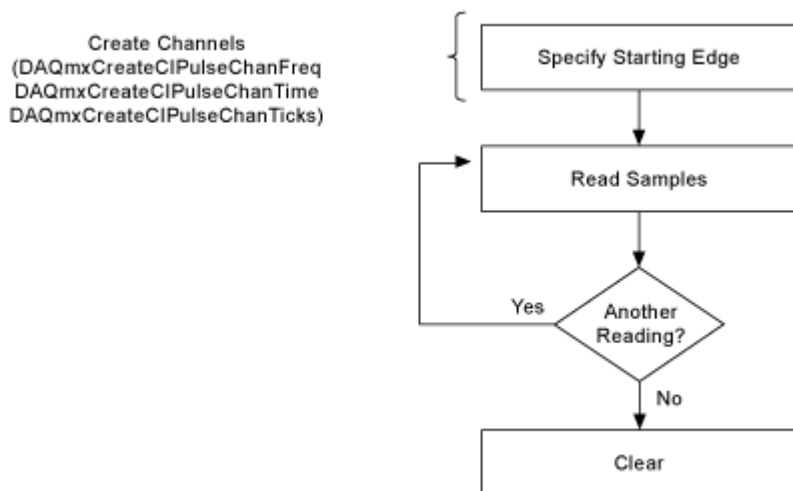 Create Channels
(DAQmxCreateCIPulseChanFreq
DAQmxCreateCIPulseChanTime
DAQmxCreateCIPulseChanTicks)
Specify Starting Edge
Read Samples
Yes
Another
Reading?
No
Clear